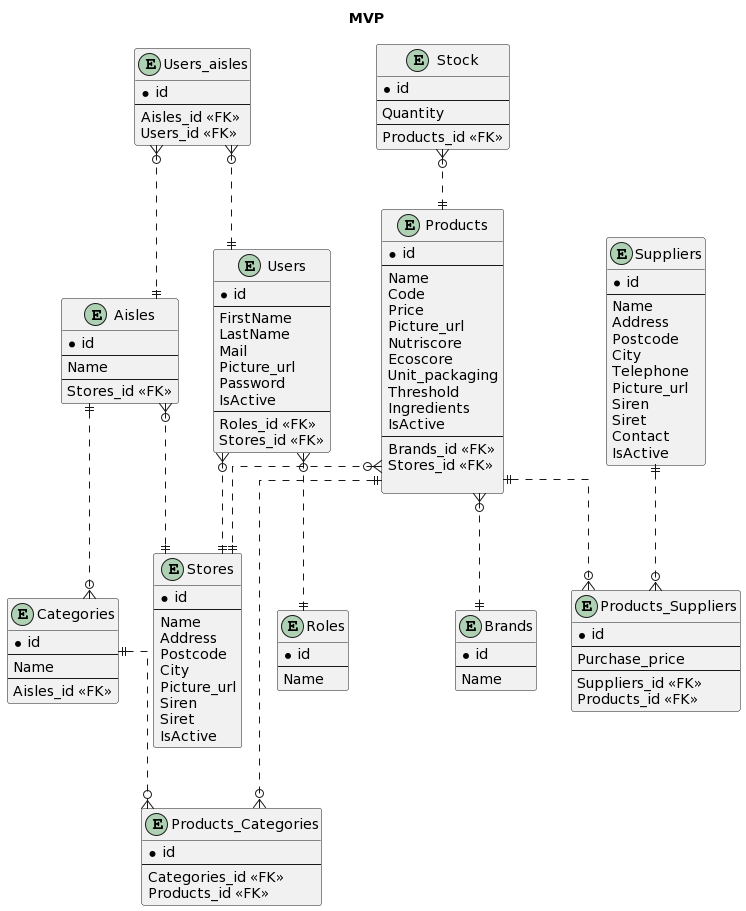 MVP
E Users_aisles
* id
Aisles_id «FK»
Users_id «FK»
E Stock
* id
Quantity
Products_id «FK»
E Products
* id
Name
Code
Price
Picture_url
Nutriscore
Ecoscore
Unit_packaging
Threshold
Ingredients
IsActive
Brands_id «FK»
Stores_id «FK»
E Suppliers
* id
Name
Address
Postcode
City
Telephone
Picture_url
Siren
Siret
Contact
IsActive
E Users
* id
FirstName
LastName
Mail
Picture_url
Password
IsActive
Roles_id «FK»
Stores_id «FK»
E Aisles
* id
Name
Stores_id «FK»
E Stores
* id
Name
Address
Postcode
City
Picture_url
Siren
Siret
IsActive
E Categories
* id
Name
Aisles_id «FK»
E Roles
* id
Name
E Brands
* id
Name
E Products_Suppliers
* id
Purchase_price
Suppliers_id «FK»
Products_id «FK»
E Products_Categories
* id
Categories_id «FK»
Products_id «FK»